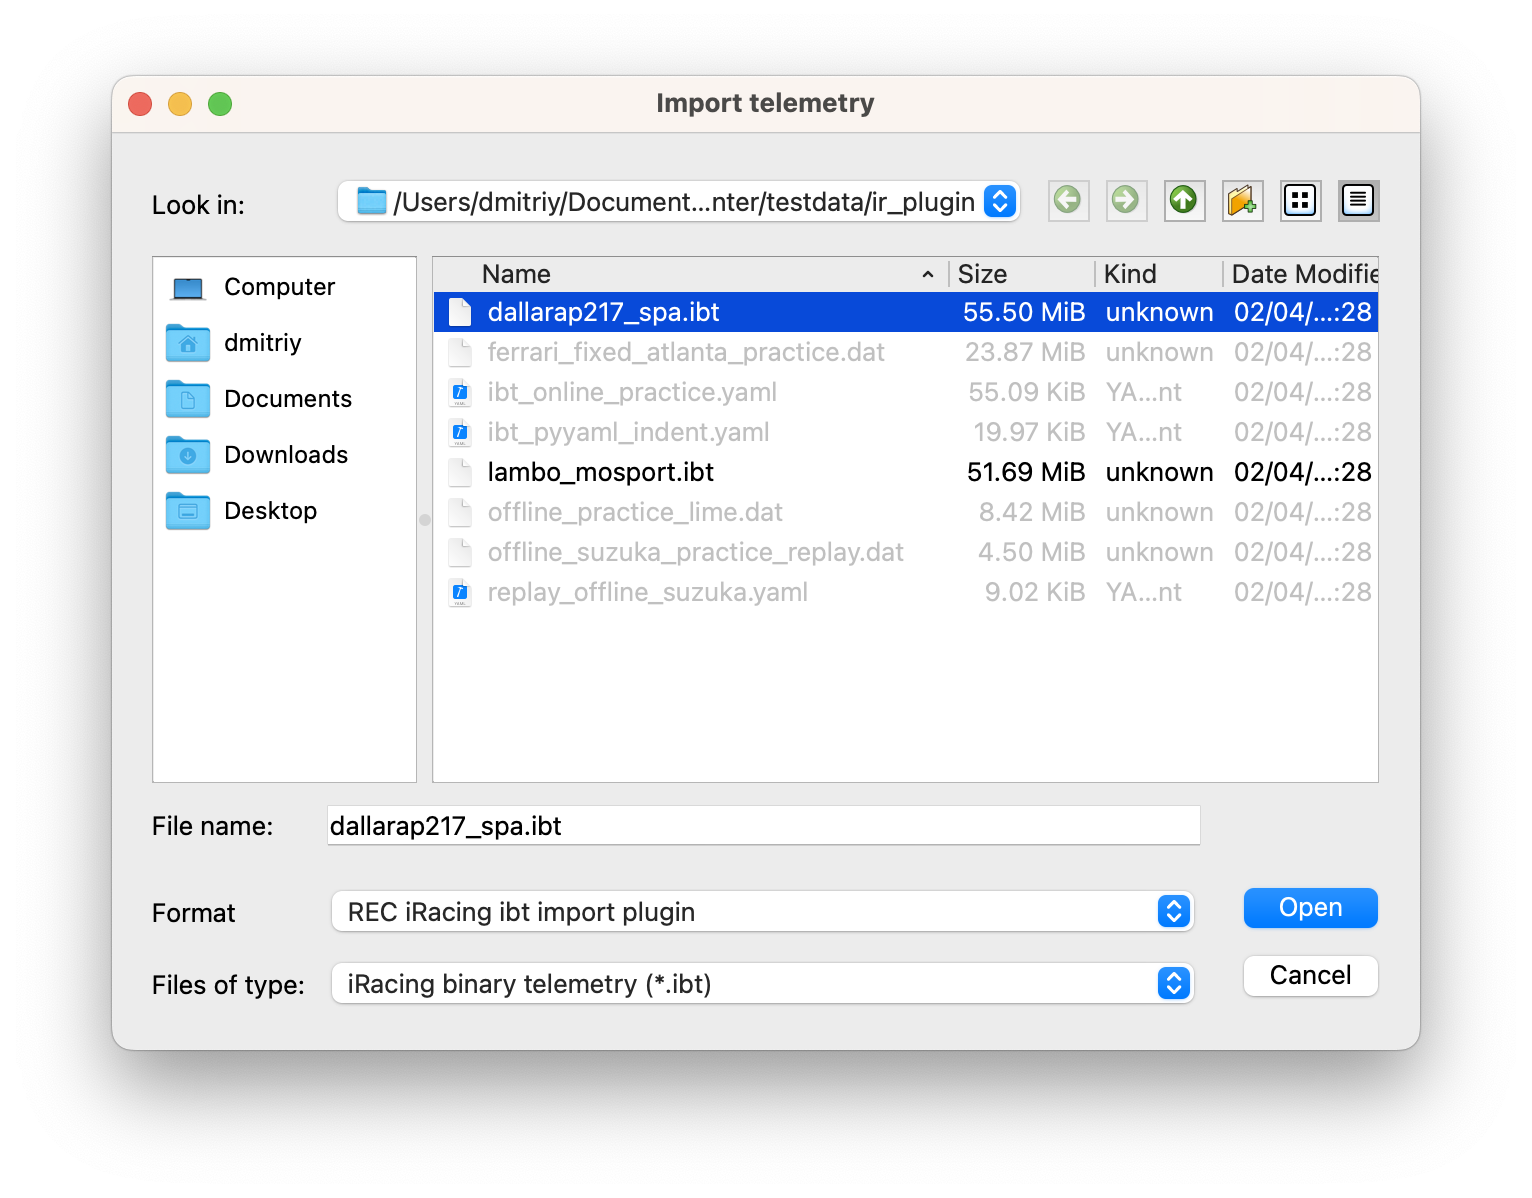 Import telemetry
Look in: /Users/dmitriy/Document...nter/testdata/ir_plugin
Computer
dmitriy
Documents
Downloads
Desktop
Name Size Kind Date Modifie
dallarap217_spa.ibt 55.50 MiB unknown 02/04/...:28
ferrari_fixed_atlanta_practice.dat 23.87 MiB unknown 02/04/...:28
ibt_online_practice.yaml 55.09 KiB YA...nt 02/04/...:28
ibt_pyyaml_indent.yaml 19.97 KiB YA...nt 02/04/...:28
lambo_mosport.ibt 51.69 MiB unknown 02/04/...:28
offline_practice_lime.dat 8.42 MiB unknown 02/04/...:28
offline_suzuka_practice_replay.dat 4.50 MiB unknown 02/04/...:28
replay_offline_suzuka.yaml 9.02 KiB YA...nt 02/04/...:28
File name: dallarap217_spa.ibt
Format REC iRacing ibt import plugin Open
Files of type: iRacing binary telemetry (*.ibt) Cancel